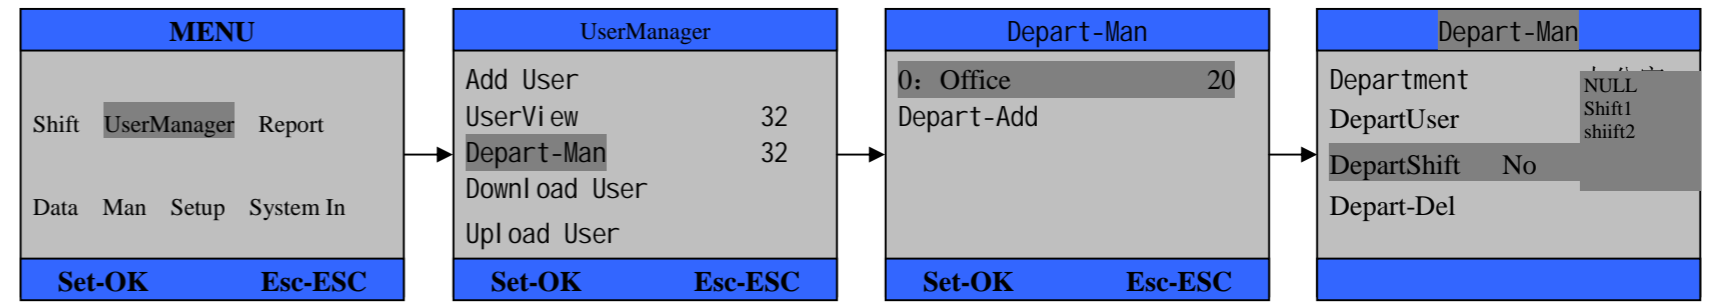 MENU
Shift UserManager Report
Data Man Setup System In
Set-OK Esc-ESC
UserManager
Add User
UserView 32
Depart-Man 32
Download User
Upload User
Set-OK Esc-ESC
Depart-Man
0: Office 20
Depart-Add
Set-OK Esc-ESC
Depart-Man
Department
DepartUser
DepartShift No
Depart-Del
NULL
Shift1
shiift2